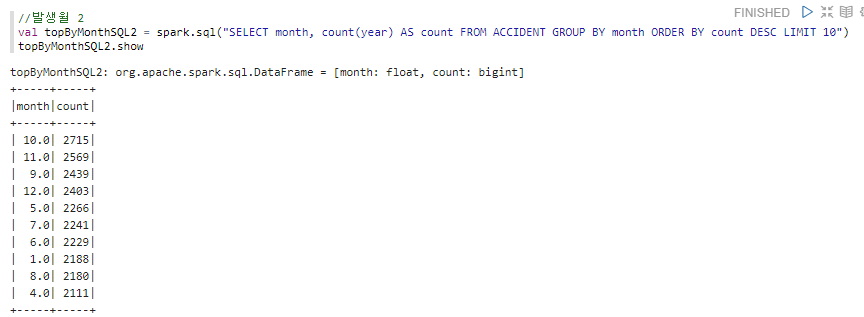 //발생월 2
FINISHED
val topByMonthSQL2 = spark.sql("SELECT month, count(year) AS count FROM ACCIDENT GROUP BY month ORDER BY count DESC LIMIT 10")
topByMonthSQL2.show
topByMonthSQL2: org.apache.spark.sql.DataFrame = [month: float, count: bigint]
+-----+-----+
|month|count|
+-----+-----+
| 10.0| 2715|
| 11.0| 2569|
|  9.0| 2439|
| 12.0| 2403|
|  5.0| 2266|
|  7.0| 2241|
|  6.0| 2229|
|  1.0| 2188|
|  8.0| 2180|
|  4.0| 2111|
+-----+-----+